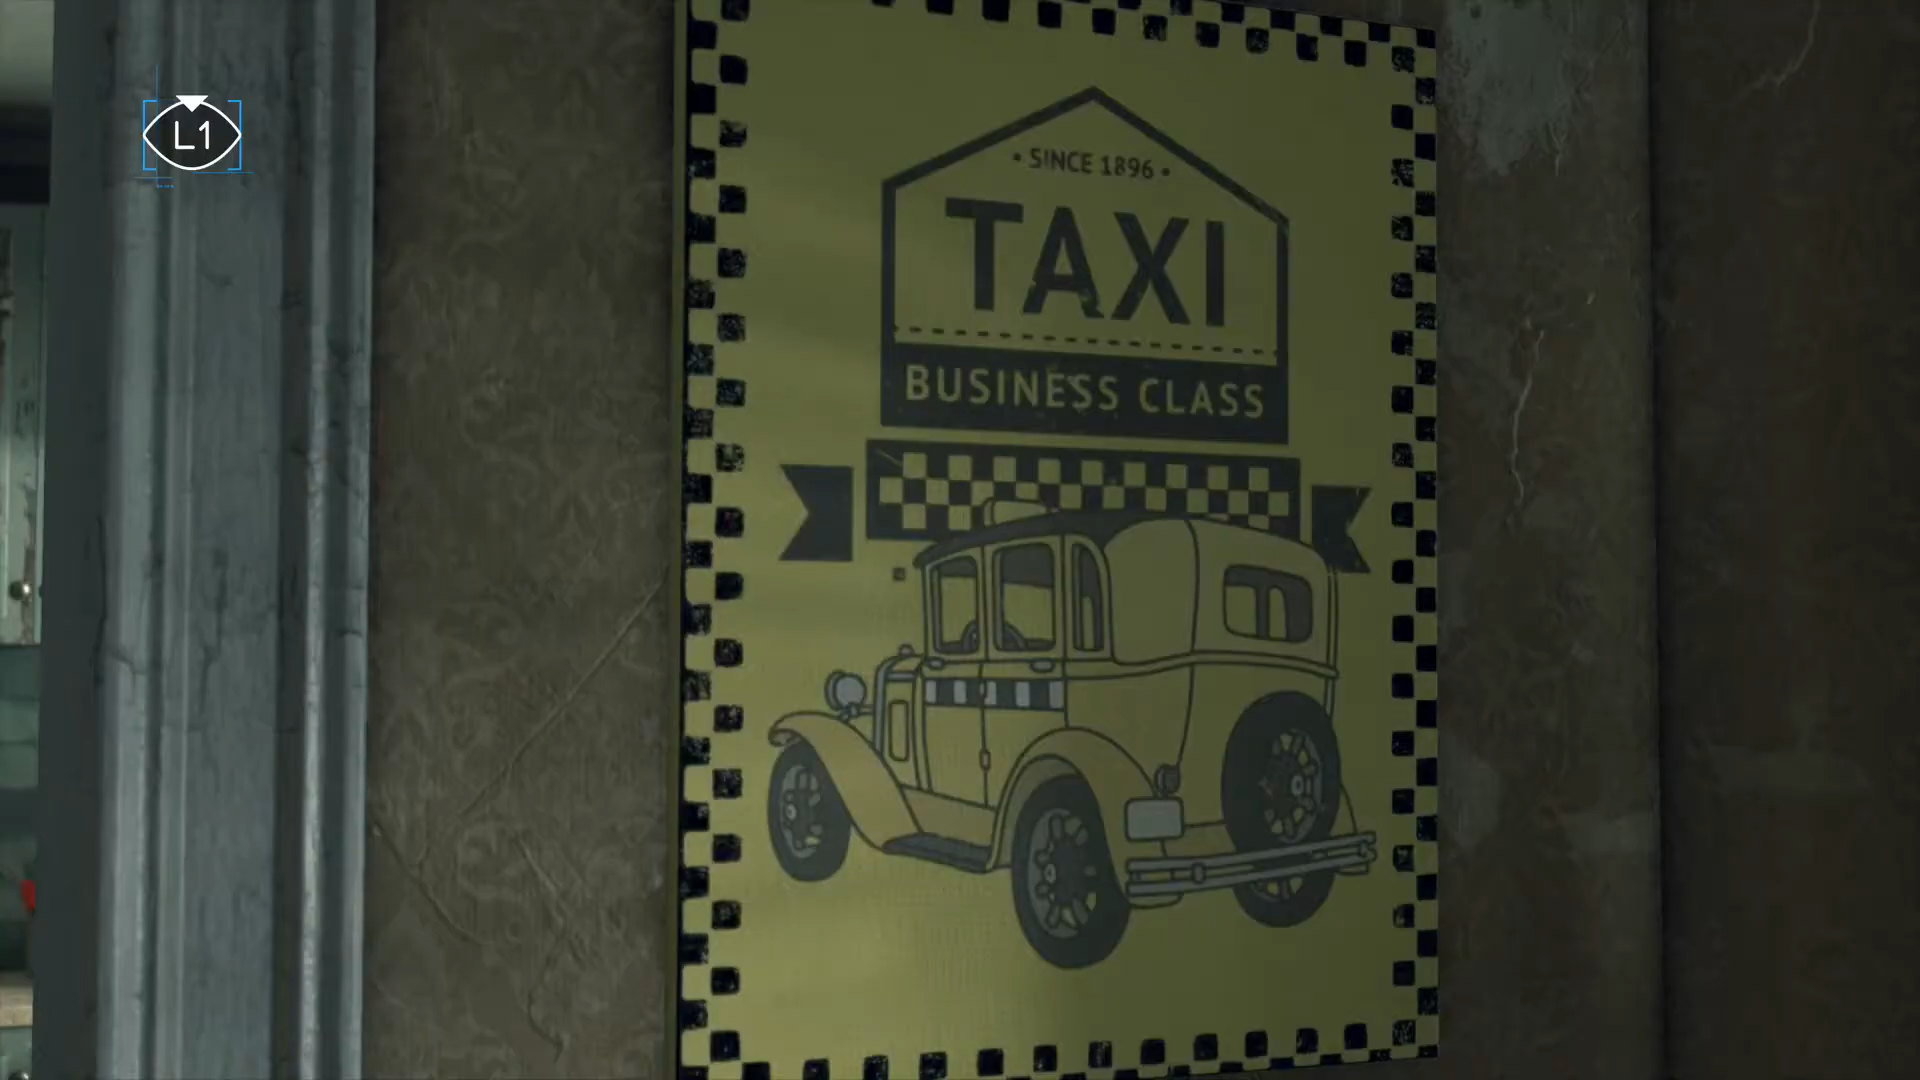 L1
• SINCE 1896 •
TAXI
BUSINESS CLASS